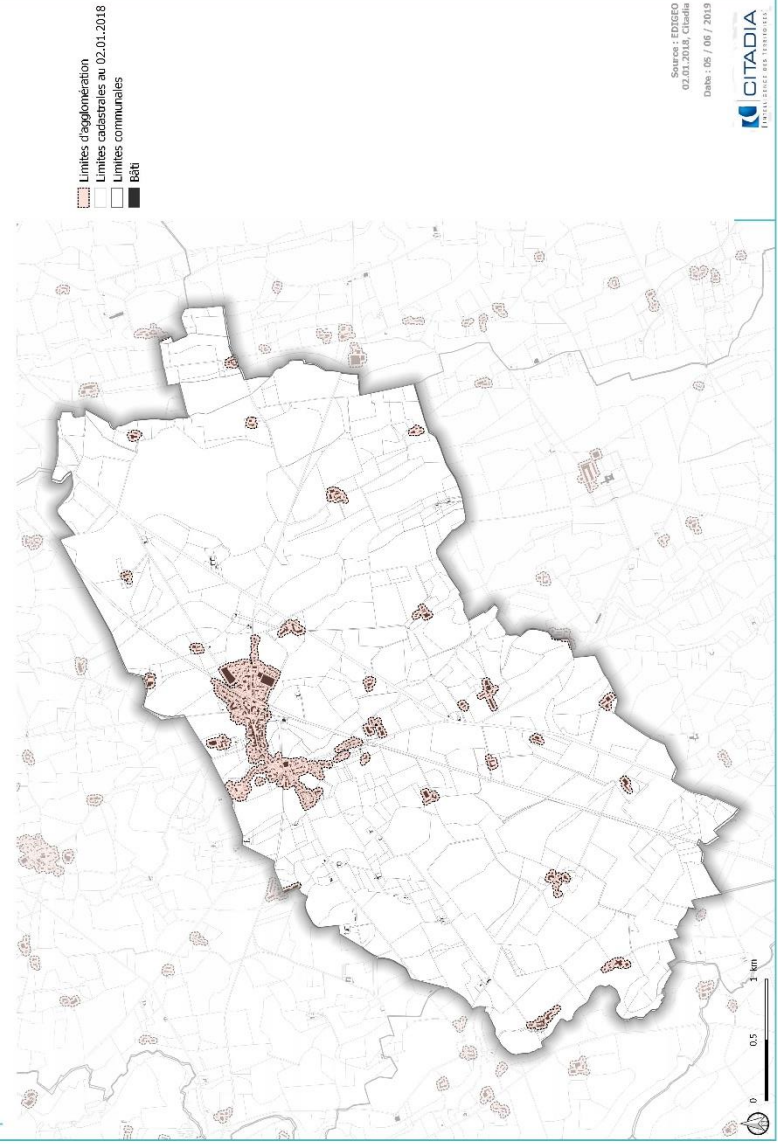 Limites d'agglomération
Limites cadastrales au 02.01.2018
Limites communales
Bâti
Source : EDIGEO
02.01.2018, Citadia
Date : 05 / 06 / 2019
CITADIA
0
0.5
1 km